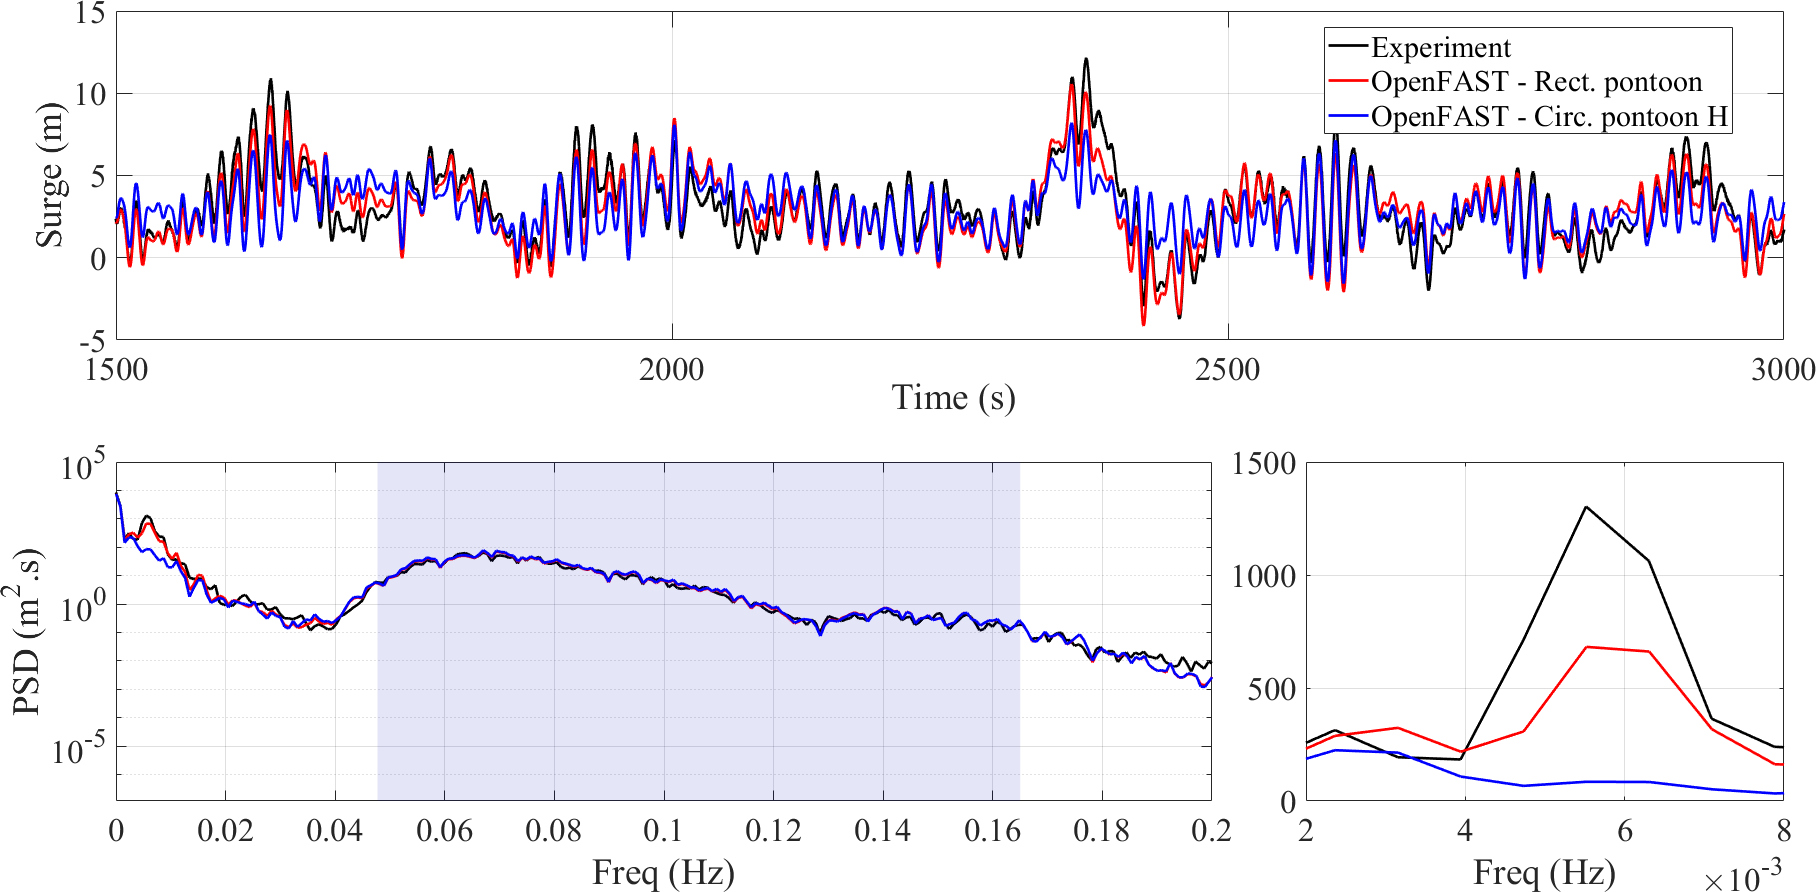 15
10
5
0
-5
Surge (m)
Experiment
OpenFAST - Rect. pontoon
OpenFAST - Circ. pontoon H
1500 2000 2500 3000
Time (s)
10^5
10^0
10^-5
PSD (m^2.s)
0 0.02 0.04 0.06 0.08 0.1 0.12 0.14 0.16 0.18 0.2
Freq (Hz)
1500
1000
500
0
2 4 6 8
Freq (Hz)
×10^-3